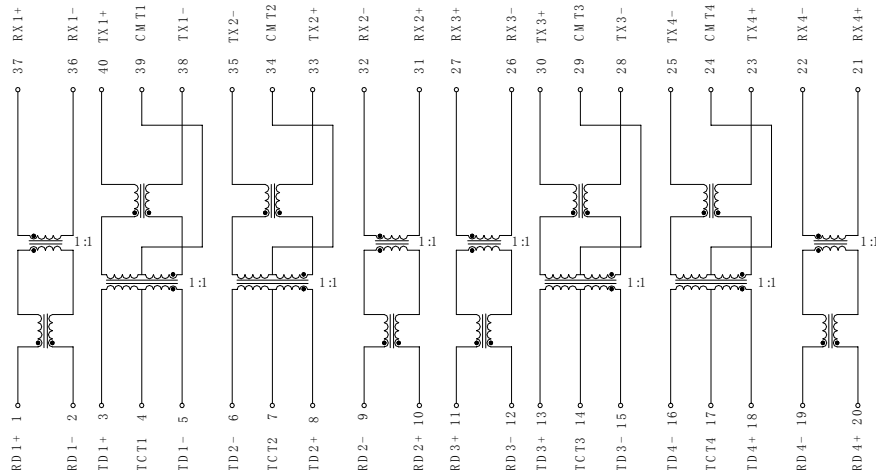 RX1+ RX1- TX1+ CMT1 TX1- TX2- CMT2 TX2+ RX2- RX2+ RX3+ RX3- TX3+ CMT3 TX3- TX4- CMT4 TX4+ RX4- RX4+
37 36 40 39 38 35 34 33 32 31 27 26 30 29 28 25 24 23 22 21
1:1 1:1 1:1 1:1 1:1
1:1 1:1 1:1
1 2 3 4 5 6 7 8 9 10 11 12 13 14 15 16 17 18 19 20
RD1+ RD1- TD1+ TCT1 TD1- TD2- TCT2 TD2+ RD2- RD2+ RD3+ RD3- TD3+ TCT3 TD3- TD4- TCT4 TD4+ RD4- RD4+